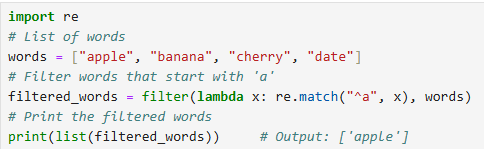 import re
# List of words
words = ["apple", "banana", "cherry", "date"]
# Filter words that start with 'a'
filtered_words = filter(lambda x: re.match("^a", x), words)
# Print the filtered words
print(list(filtered_words))     # Output: ['apple']